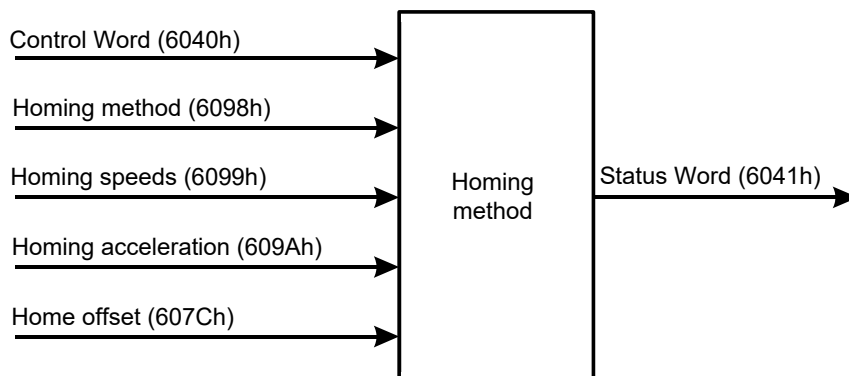 Control Word (6040h)
Homing method (6098h)
Homing speeds (6099h)
Homing acceleration (609Ah)
Home offset (607Ch)
Homing
method
Status Word (6041h)